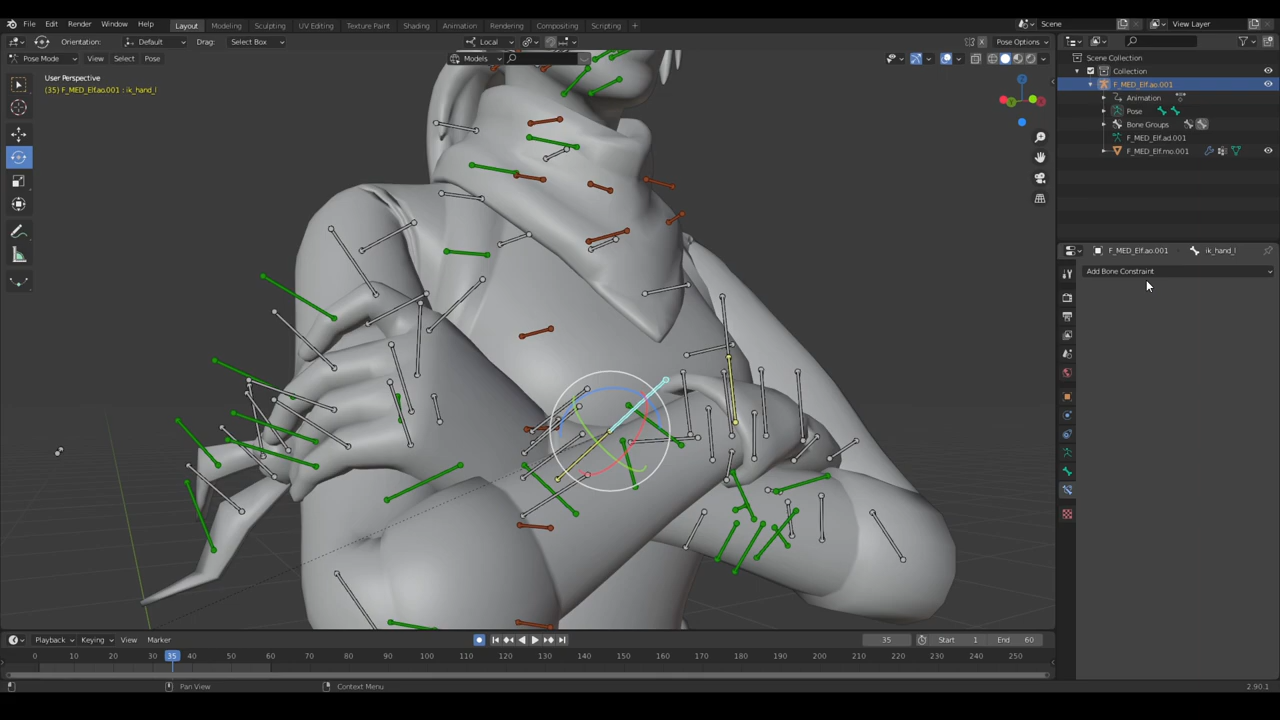 File Edit Render Window Help Layout Modeling Sculpting UV Editing Texture Paint Shading Animation Rendering Compositing Scripting + Scene View Layer
Orientation: Default Drag: Select Box Local Pose Options
Pose Mode View Select Pose Models
User Perspective
(35) F_MED_Elf.ao.001 : ik_hand_l
Z
Y
Scene Collection
Collection
F_MED_Elf.ao.001
Animation
Pose
Bone Groups
F_MED_Elf.ad.001
F_MED_Elf.mo.001
F_MED_Elf.ao.001 ik_hand_l
Add Bone Constraint
Playback Keying View Marker 35 Start 1 End 60
0 10 20 30 35 40 50 60 70 80 90 100 110 120 130 140 150 160 170 180 190 200 210 220 230 240 250
Pan View Context Menu 2.90.1